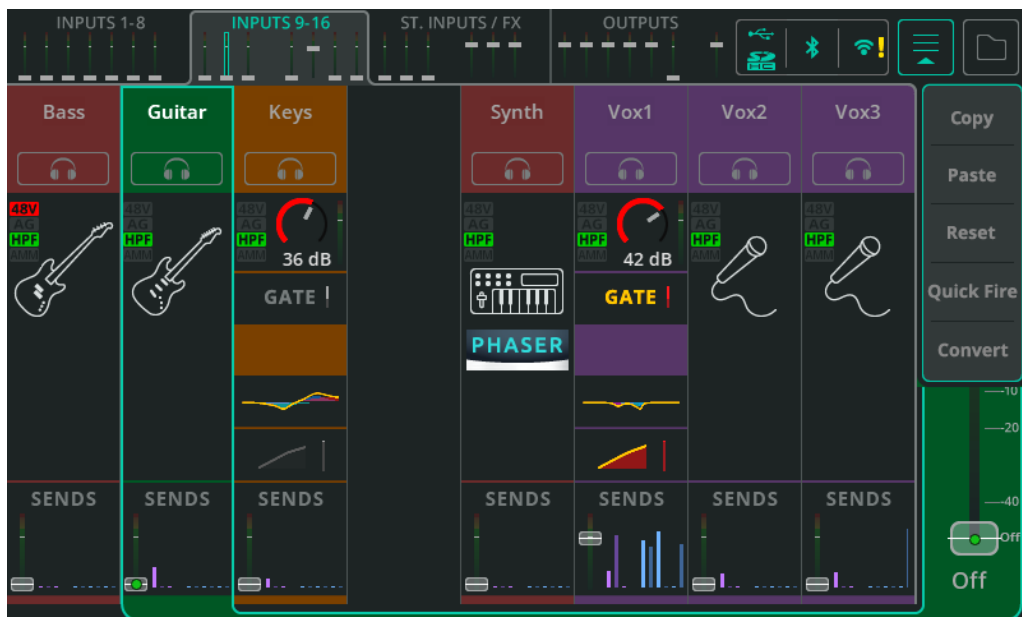 INPUTS 1-8
INPUTS 9-16
ST. INPUTS / FX
OUTPUTS
SD
HC
!
Bass
Guitar
Keys
Synth
Vox1
Vox2
Vox3
48V
AG
HPF
AMM
48V
AG
HPF
AMM
48V
AG
HPF
AMM
36 dB
48V
AG
HPF
AMM
48V
AG
HPF
AMM
42 dB
48V
AG
HPF
AMM
48V
AG
HPF
AMM
GATE
GATE
PHASER
SENDS
SENDS
SENDS
SENDS
SENDS
SENDS
SENDS
Copy
Paste
Reset
Quick Fire
Convert
-10
-20
-40
Off
Off